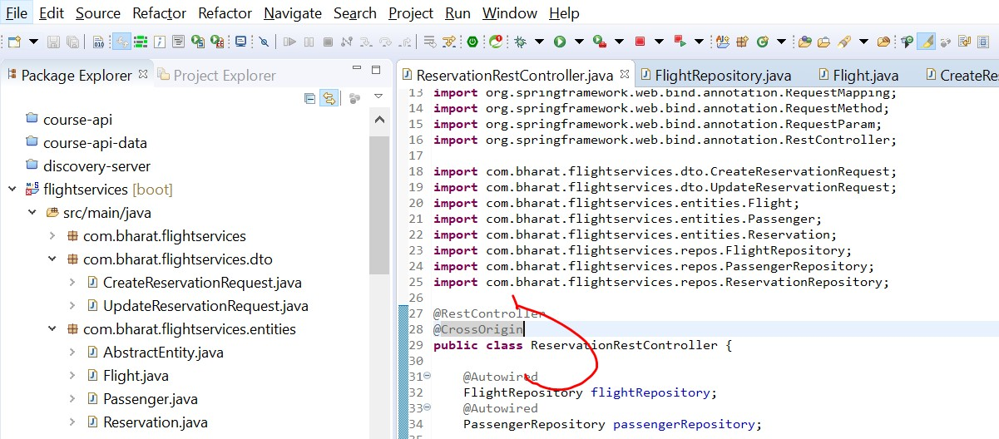 File Edit Source Refactor Refactor Navigate Search Project Run Window Help
Package Explorer Project Explorer
course-api
course-api-data
discovery-server
flightservices [boot]
src/main/java
com.bharat.flightservices
com.bharat.flightservices.dto
CreateReservationRequest.java
UpdateReservationRequest.java
com.bharat.flightservices.entities
AbstractEntity.java
Flight.java
Passenger.java
Reservation.java
ReservationRestController.java FlightRepository.java Flight.java CreateRes
13 import org.springframework.web.bind.annotation.RequestMapping;
14 import org.springframework.web.bind.annotation.RequestMethod;
15 import org.springframework.web.bind.annotation.RequestParam;
16 import org.springframework.web.bind.annotation.RestController;
17
18 import com.bharat.flightservices.dto.CreateReservationRequest;
19 import com.bharat.flightservices.dto.UpdateReservationRequest;
20 import com.bharat.flightservices.entities.Flight;
21 import com.bharat.flightservices.entities.Passenger;
22 import com.bharat.flightservices.entities.Reservation;
23 import com.bharat.flightservices.repos.FlightRepository;
24 import com.bharat.flightservices.repos.PassengerRepository;
25 import com.bharat.flightservices.repos.ReservationRepository;
26
27 @RestController
28 @CrossOrigin
29 public class ReservationRestController {
30
31 @Autowired
32 FlightRepository flightRepository;
33 @Autowired
34 PassengerRepository passengerRepository;